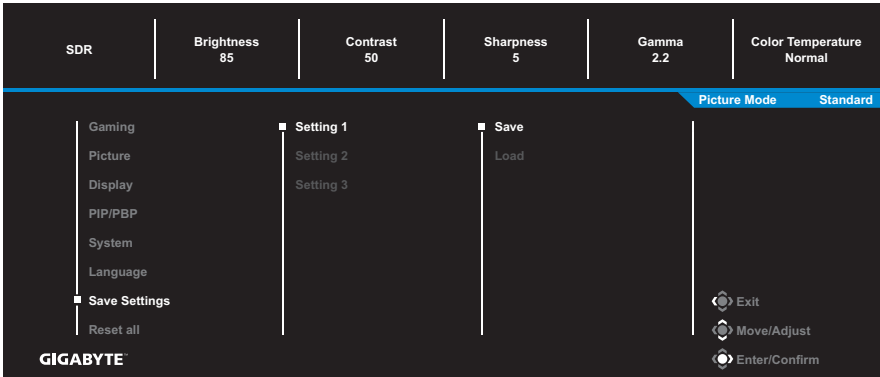 SDR
Brightness
85
Contrast
50
Sharpness
5
Gamma
2.2
Color Temperature
Normal
Picture Mode Standard
Gaming
Picture
Display
PIP/PBP
System
Language
Save Settings
Reset all
Setting 1
Setting 2
Setting 3
Save
Load
Exit
Move/Adjust
Enter/Confirm
GIGABYTE™